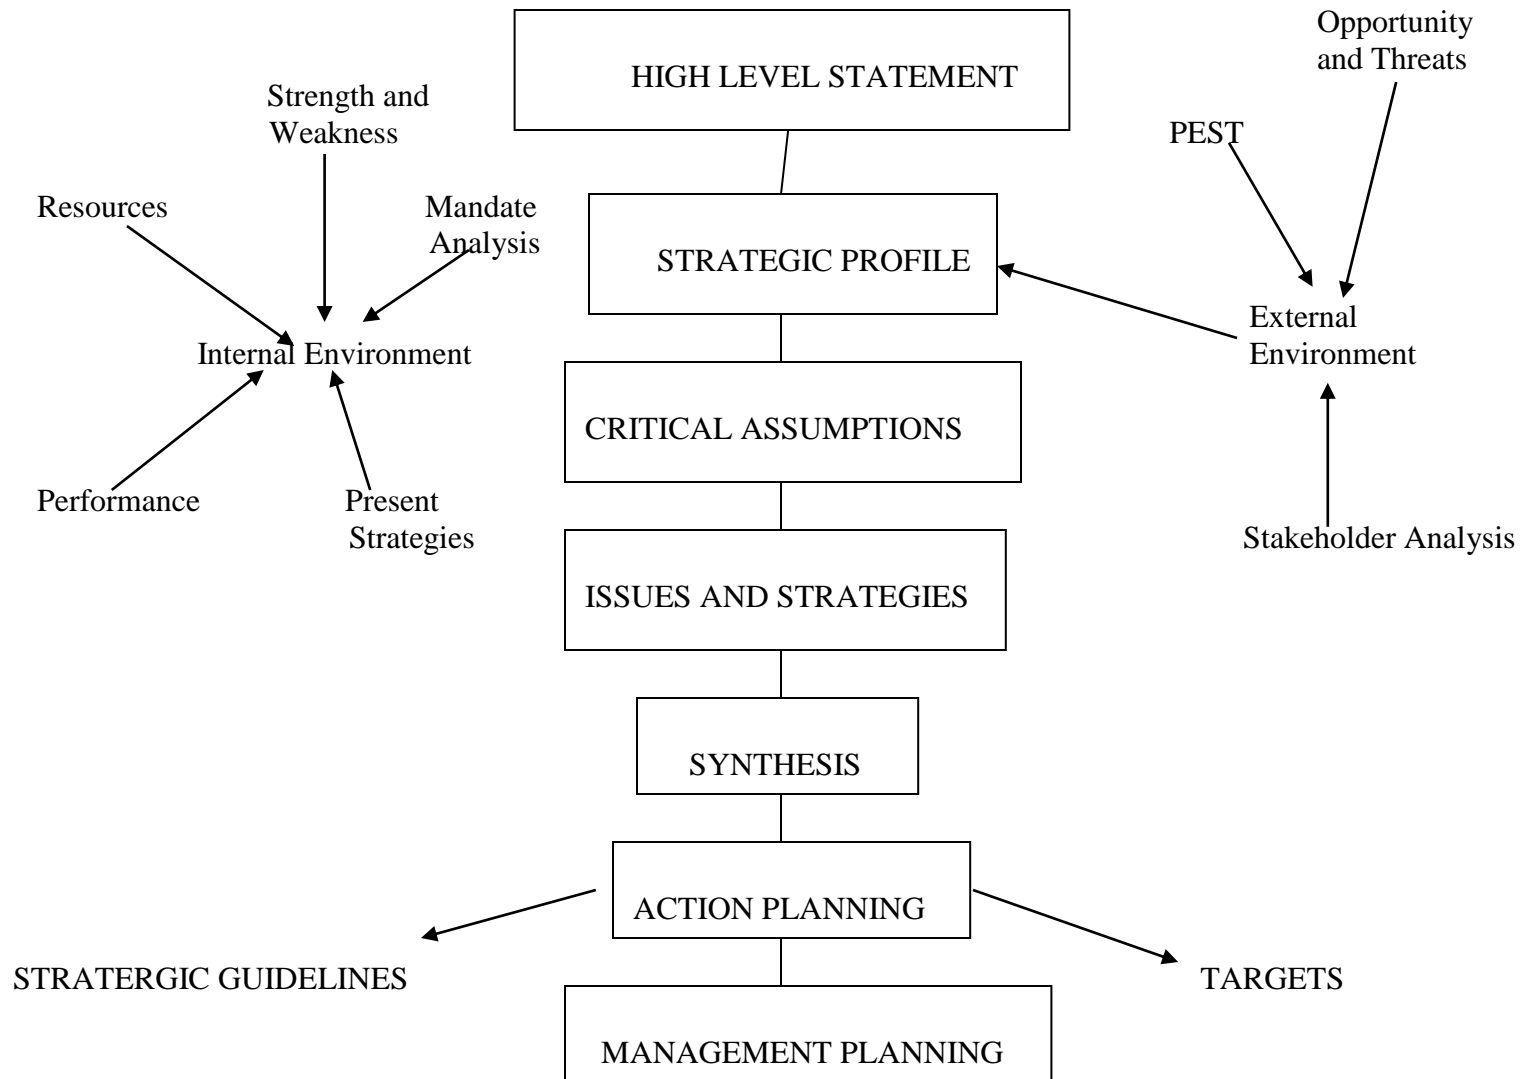 Opportunity
and Threats
HIGH LEVEL STATEMENT
Strength and
Weakness
PEST
Resources
Mandate
Analysis
STRATEGIC PROFILE
External
Environment
Internal Environment
CRITICAL ASSUMPTIONS
Performance
Present
Strategies
Stakeholder Analysis
ISSUES AND STRATEGIES
SYNTHESIS
ACTION PLANNING
STRATERGIC GUIDELINES
TARGETS
MANAGEMENT PLANNING